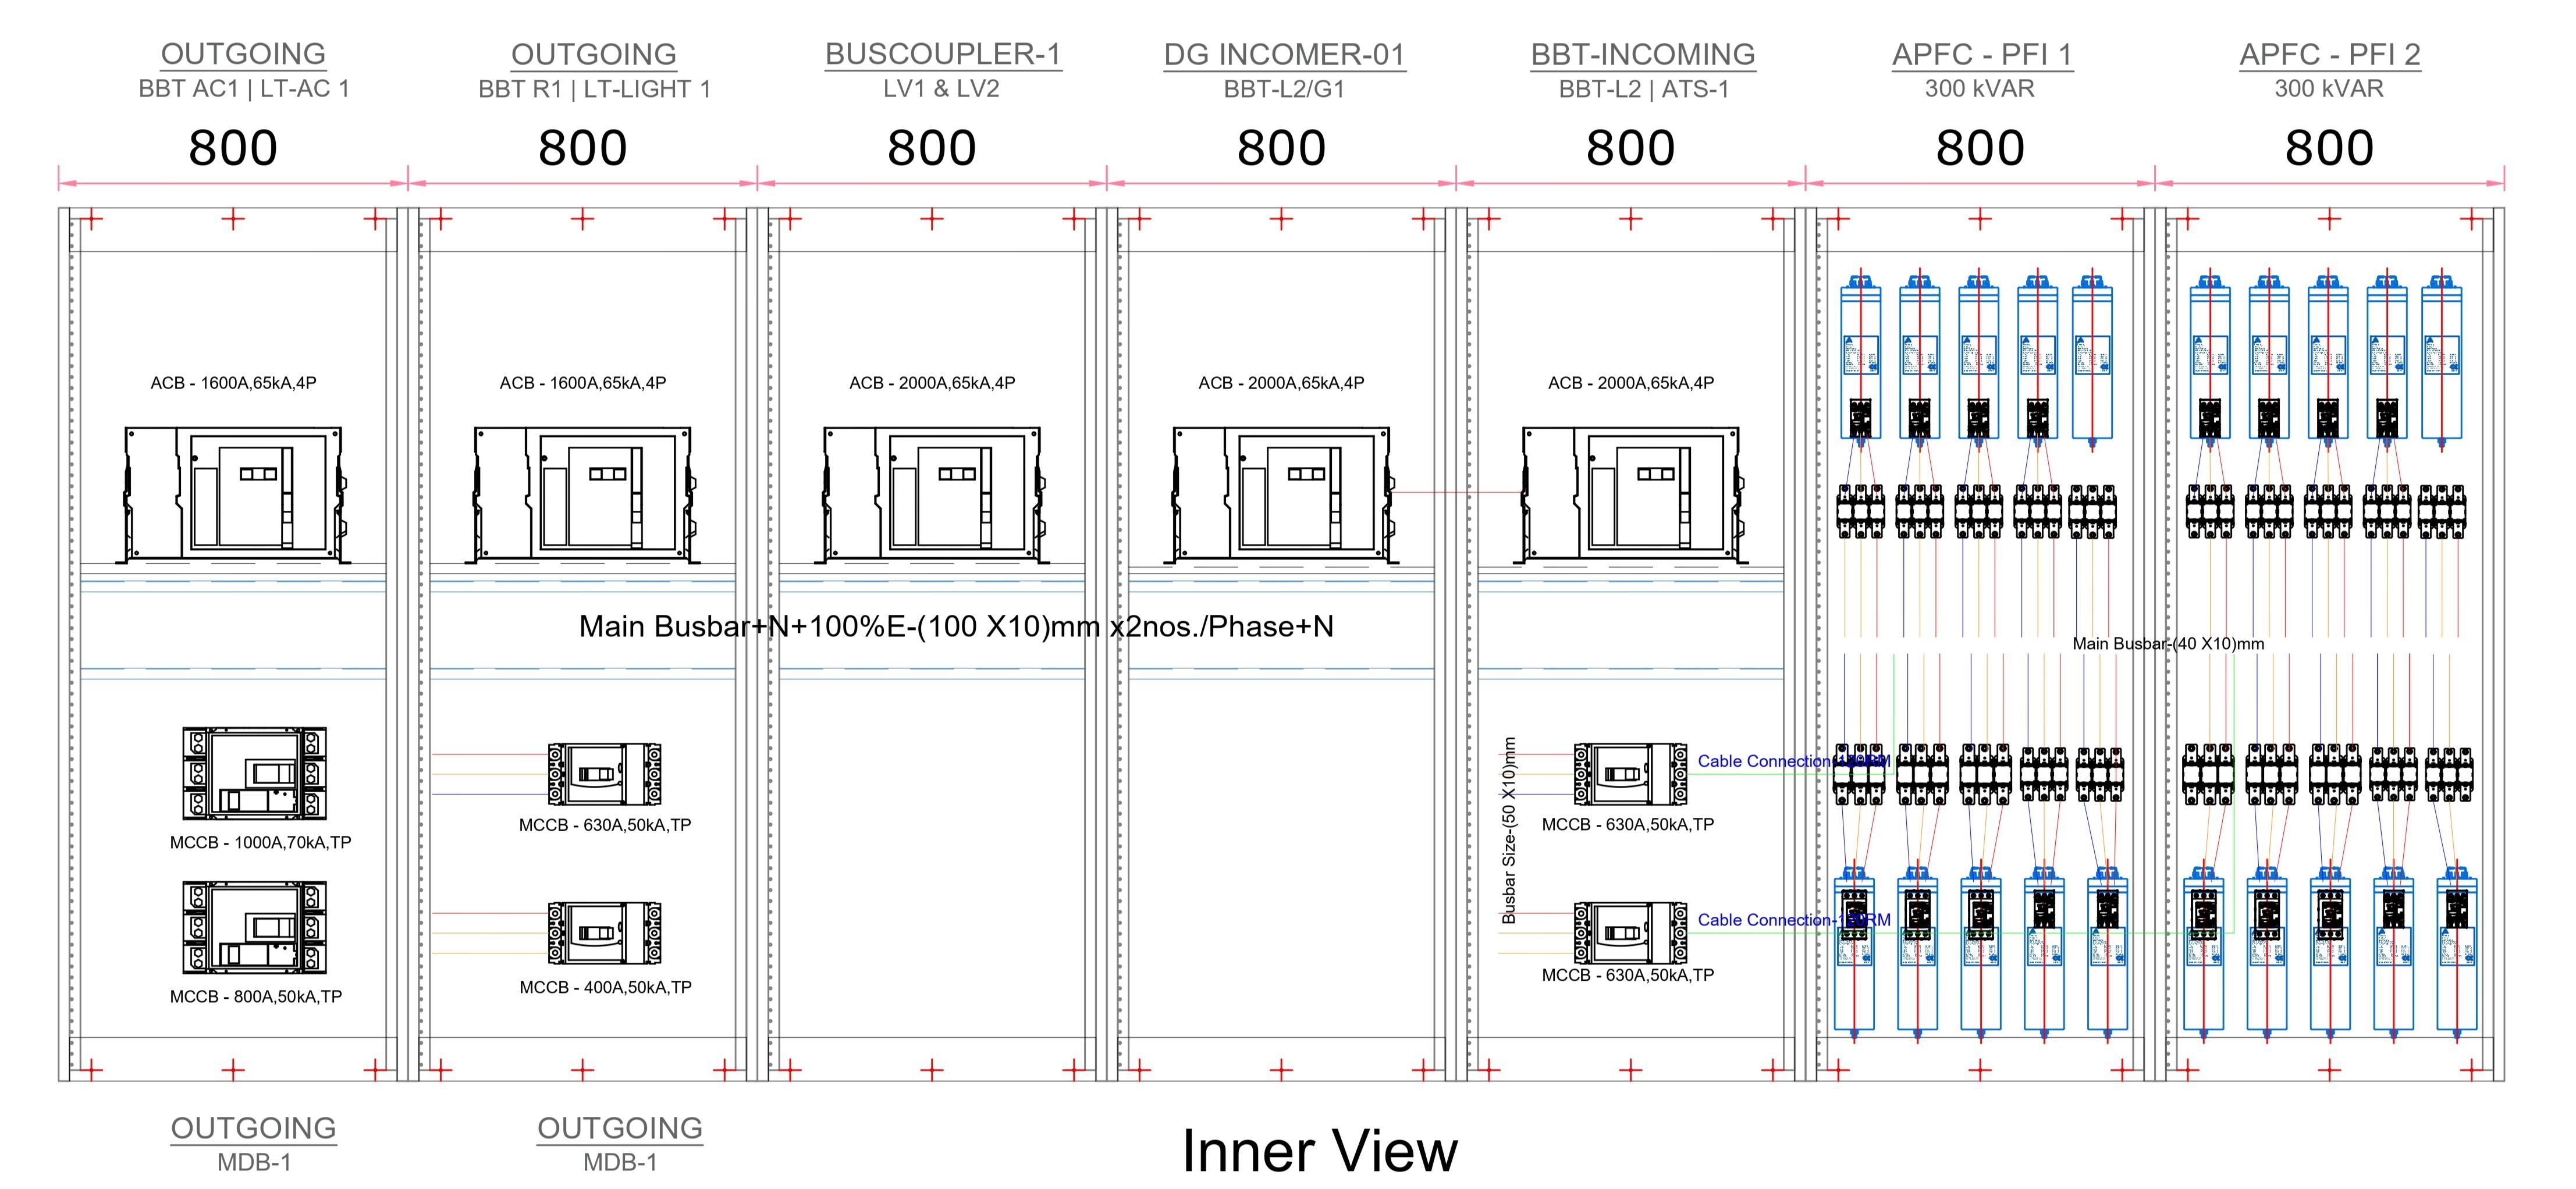 OUTGOING
BBT AC1 | LT-AC 1
OUTGOING
BBT R1 | LT-LIGHT 1
BUSCOUPLER-1
LV1 & LV2
DG INCOMER-01
BBT-L2/G1
BBT-INCOMING
BBT-L2 | ATS-1
APFC - PFI 1
300 kVAR
APFC - PFI 2
300 kVAR
800
800
800
800
800
800
800
ACB - 1600A,65kA,4P
ACB - 1600A,65kA,4P
ACB - 2000A,65kA,4P
ACB - 2000A,65kA,4P
ACB - 2000A,65kA,4P
Main Busbar+N+100%E-(100 X10)mm x2nos./Phase+N
Main Busbar-(40 X10)mm
Busbar Size-(50 X10)mm
Cable Connection-120RM
MCCB - 630A,50kA,TP
MCCB - 630A,50kA,TP
MCCB - 1000A,70kA,TP
Cable Connection-120RM
MCCB - 630A,50kA,TP
MCCB - 400A,50kA,TP
MCCB - 800A,50kA,TP
OUTGOING
MDB-1
OUTGOING
MDB-1
Inner View